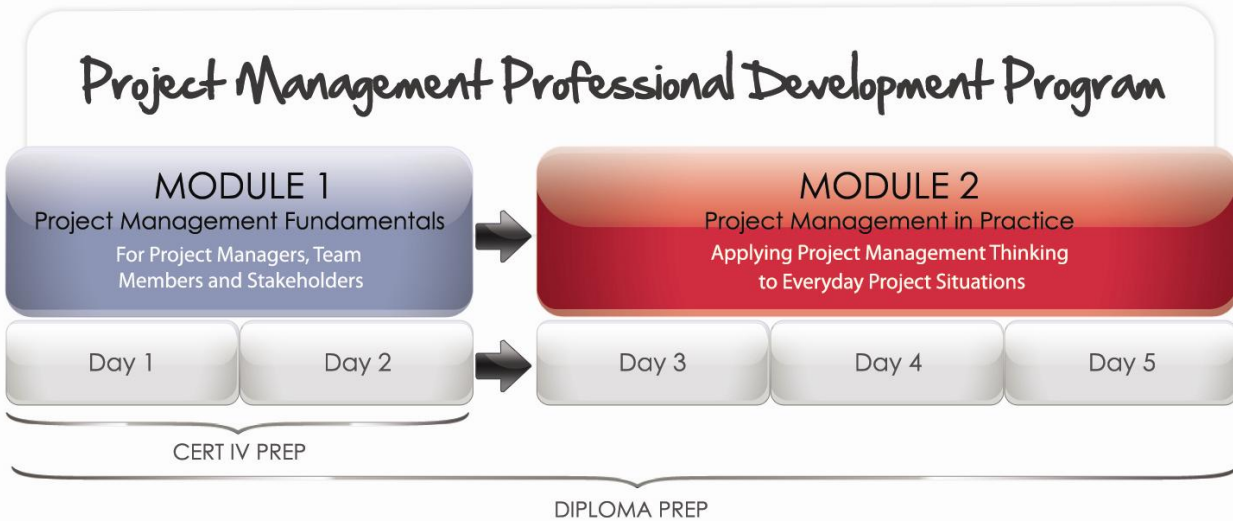 Project Management Professional Development Program
MODULE 1
Project Management Fundamentals
For Project Managers, Team
Members and Stakeholders
MODULE 2
Project Management in Practice
Applying Project Management Thinking
to Everyday Project Situations
Day 1
Day 2
Day 3
Day 4
Day 5
CERT IV PREP
DIPLOMA PREP